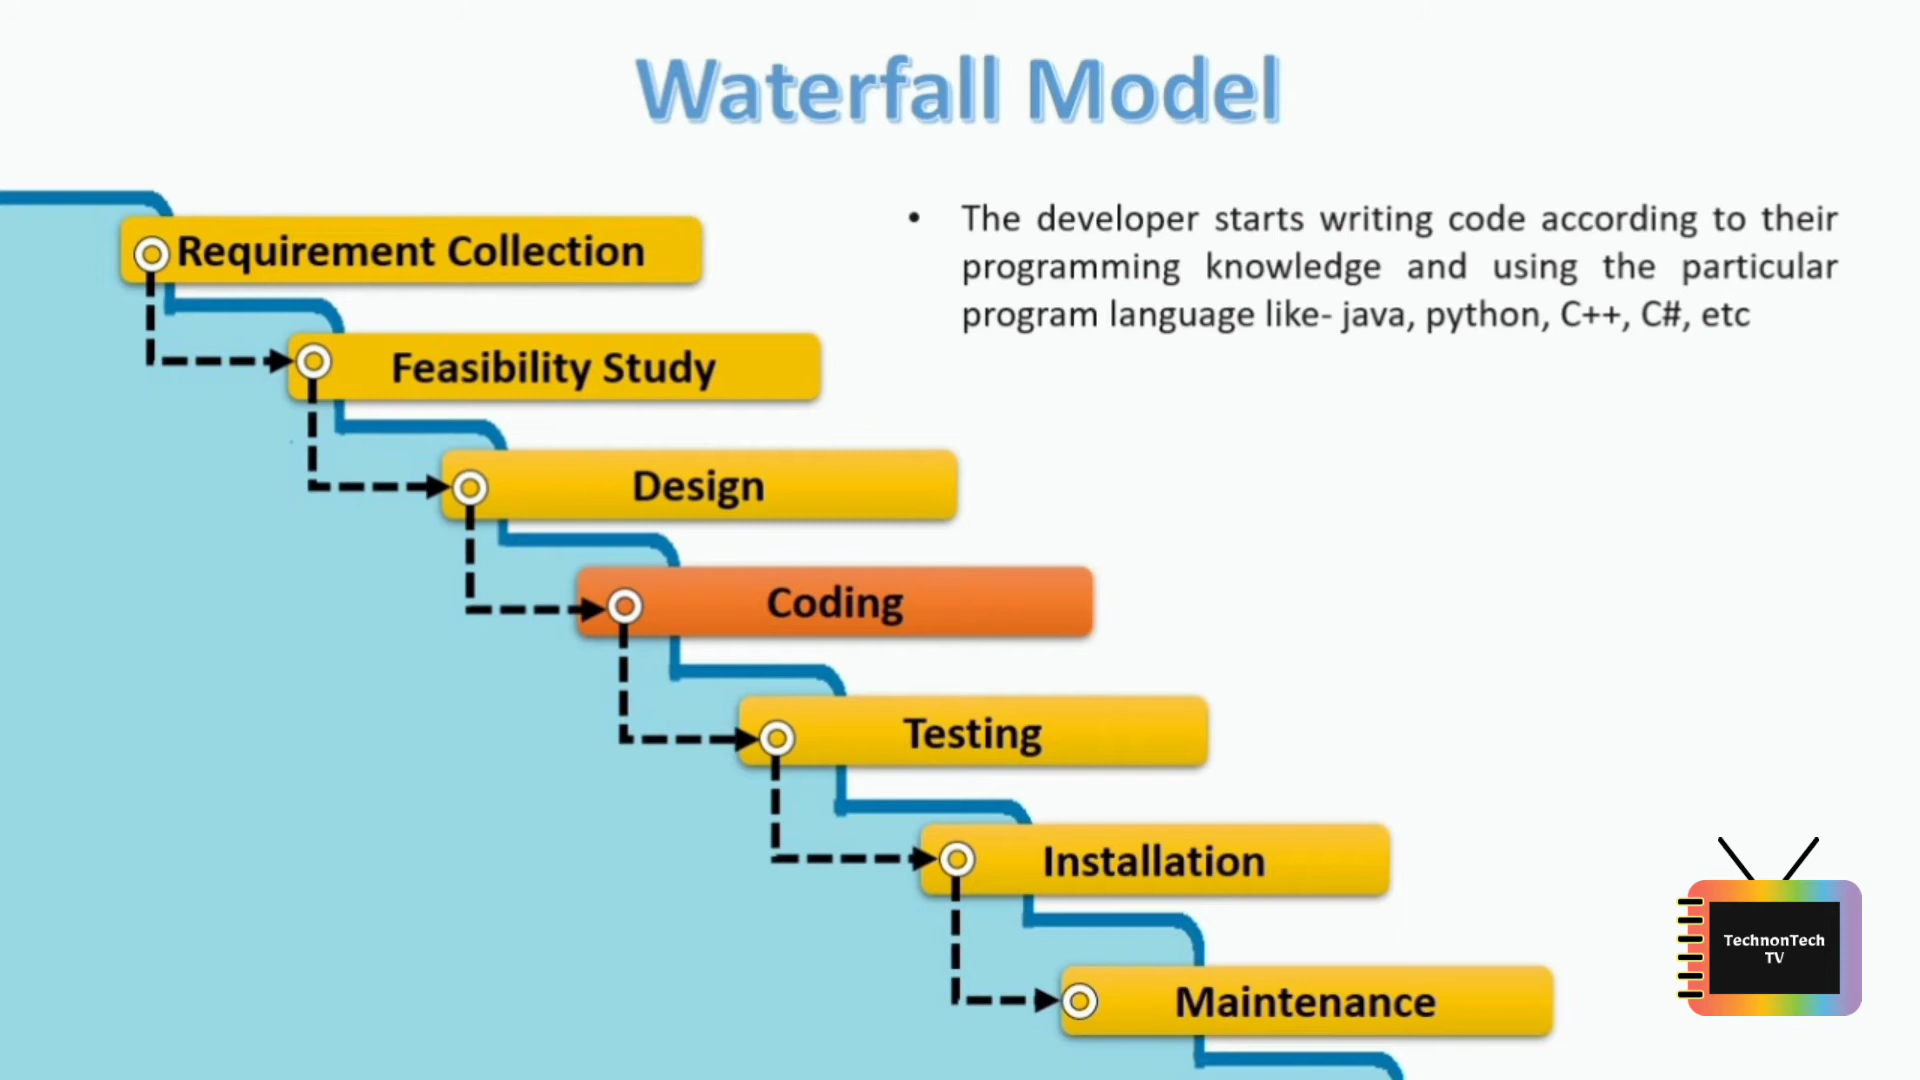 Waterfall Model
Requirement Collection
Feasibility Study
Design
Coding
Testing
Installation
Maintenance
• The developer starts writing code according to their
programming knowledge and using the particular
program language like- java, python, C++, C#, etc
TechnonTech
TV